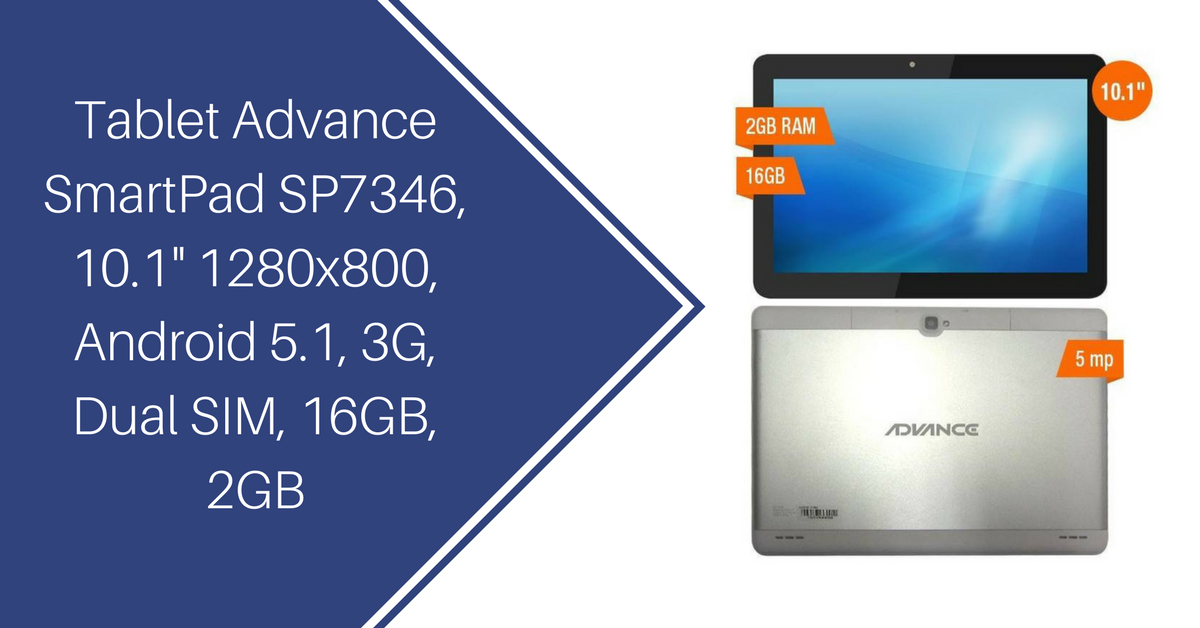 Tablet Advance
SmartPad SP7346,
10.1" 1280x800,
Android 5.1, 3G,
Dual SIM, 16GB,
2GB
10.1"
2GB RAM
16GB
5 mp
ADVANCE